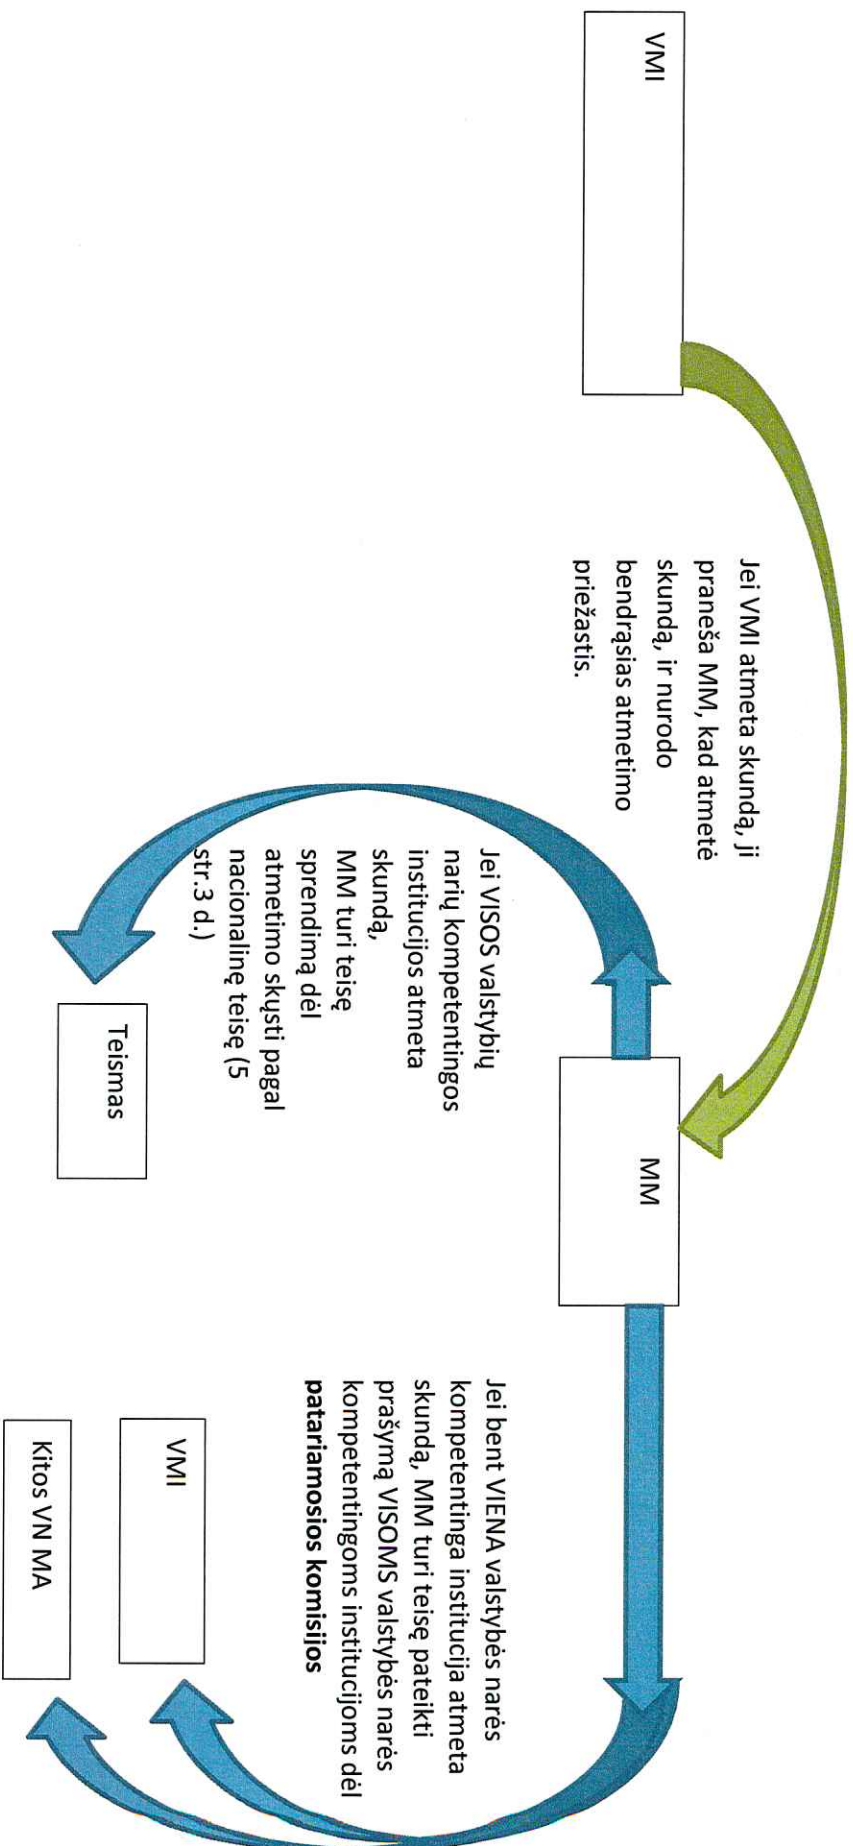 VMI
Jei VMI atmeta skundą, ji
praneša MM, kad atmetė
skundą, ir nurodo
bendrąsias atmetimo
priežastis.
MM
Jei VISOS valstybių
narių kompetentingos
institucijos atmeta
skundą,
MM turi teisę
sprendimą dėl
atmetimo skųsti pagal
nacionalinę teisę (5
str.3 d.)
Teismas
Jei bent VIENA valstybės narės
kompetentinga institucija atmeta
skundą, MM turi teisę pateikti
prašymą VISOMS valstybės narės
kompetentingoms institucijoms dėl
patariamosios komisijos
VMI
Kitos VN MA